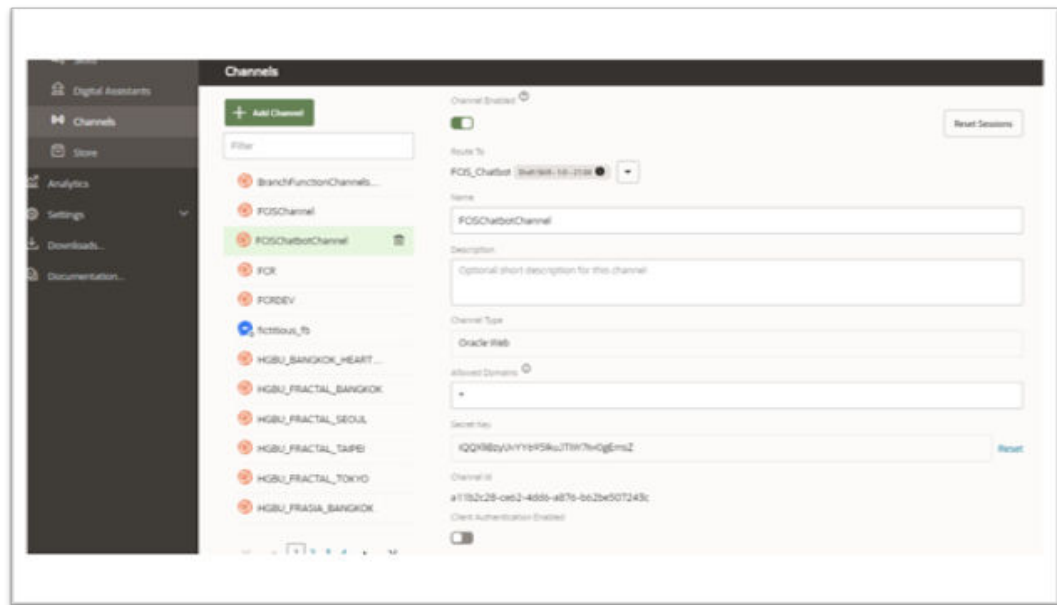 Channels
Digital Assistants
Channels
Store
Analytics
Settings
Downloads...
Documentation...
Add Channel
Filter
BranchFunctionChannels...
FOSChannel
FOSChatbotChannel
FCR
FCRDEV
fictitious_fb
HGBU_BANGKOK_HEART...
HGBU_FRACTAL_BANGKOK
HGBU_FRACTAL_SEOUL
HGBU_FRACTAL_TAIPEI
HGBU_FRACTAL_TOKYO
HGBU_FRASIA_BANGKOK
Channel Enabled
Reset Sessions
Route To
FOS_Chatbot
Name
FOSChatbotChannel
Description
Optional short description for this channel
Channel Type
Oracle Web
Allowed Domains
*
Secret Key
Reset
Channel Id
Client Authentication Enabled